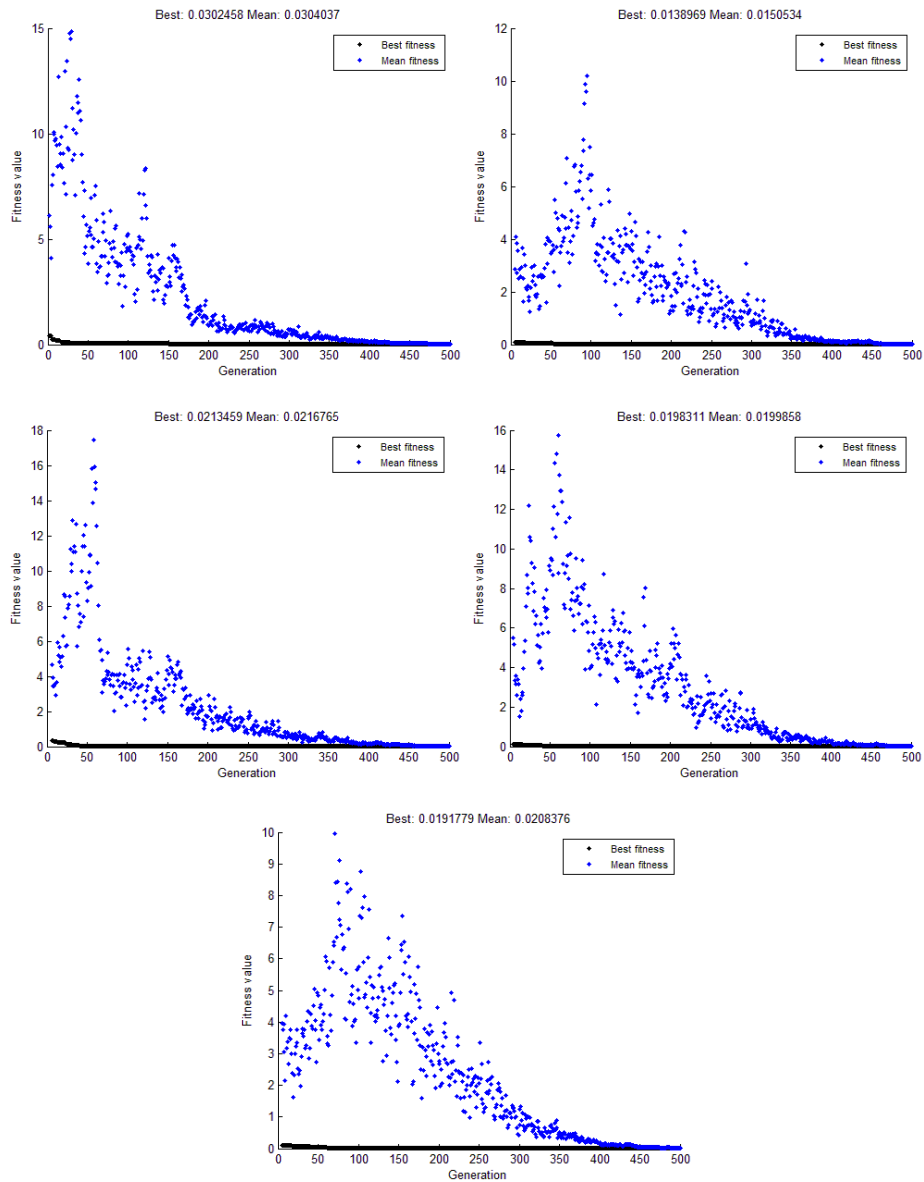 Best: 0.0302458 Mean: 0.0304037
15
10
5
0
Fitness value
Best fitness
Mean fitness
0 50 100 150 200 250 300 350 400 450 500
Generation
Best: 0.0138969 Mean: 0.0150534
12
10
8
6
4
2
0
Fitness value
Best fitness
Mean fitness
0 50 100 150 200 250 300 350 400 450 500
Generation
Best: 0.0213459 Mean: 0.0216765
18
16
14
12
10
8
6
4
2
0
Fitness value
Best fitness
Mean fitness
0 50 100 150 200 250 300 350 400 450 500
Generation
Best: 0.0198311 Mean: 0.0199858
16
14
12
10
8
6
4
2
0
Fitness value
Best fitness
Mean fitness
0 50 100 150 200 250 300 350 400 450 500
Generation
Best: 0.0191779 Mean: 0.0208376
10
9
8
7
6
5
4
3
2
1
0
Fitness value
Best fitness
Mean fitness
0 50 100 150 200 250 300 350 400 450 500
Generation